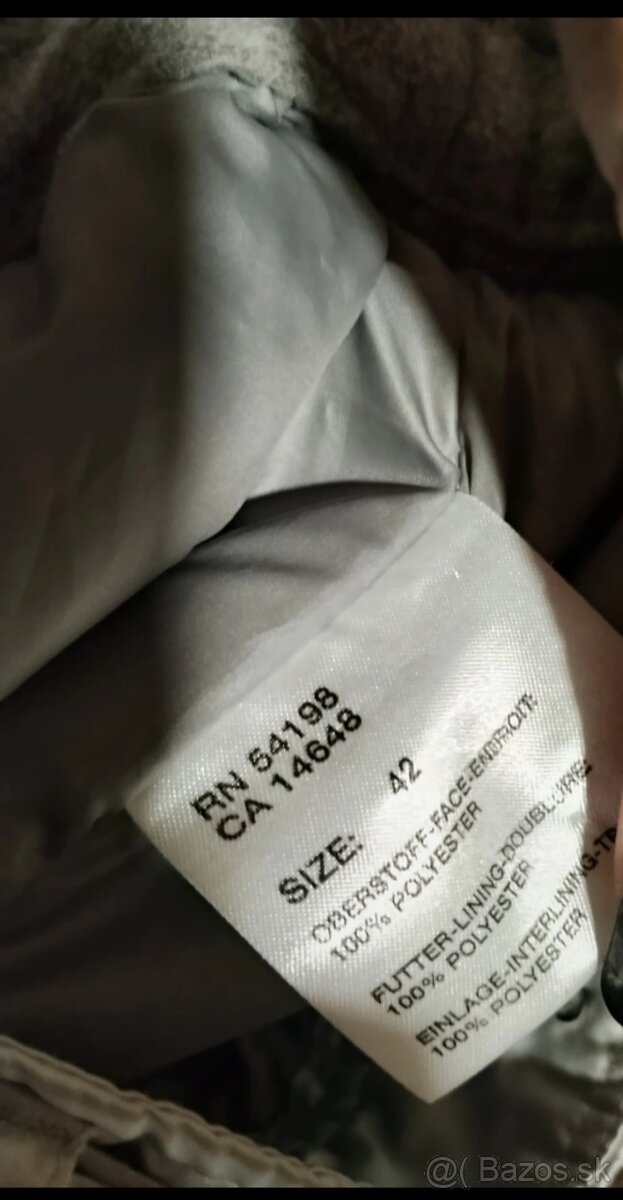 RN 54198
CA 14648
SIZE: 42
OBERSTOFF-FACE-ENDROIT:
100% POLYESTER
FUTTER-LINING-DOUBLURE:
100% POLYESTER
EINLAGE-INTERLINING-TR
100% POLYESTER
@( Bazos.sk